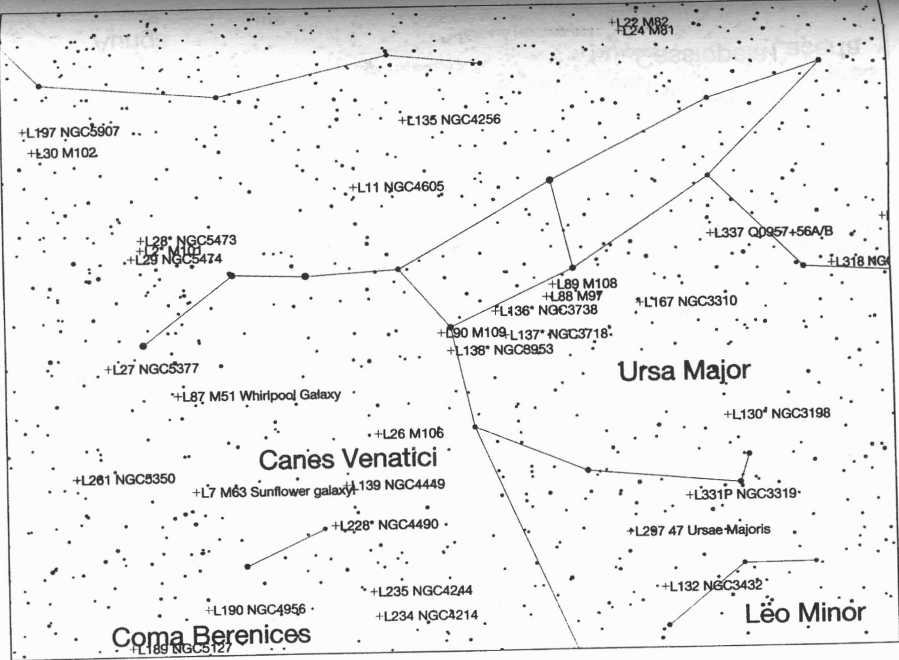 +L22 M82
+L24 M81
+L135 NGC4256
+L197 NGC5907
+L30 M102
+L11 NGC4605
+L337 Q0957+56A/B
+L28* NGC5473
+L2* M101
+L29 NGC5474
+L318 NGC
+L89 M108
+L88 M97
+L167 NGC3310
+L136* NGC3738
+L90 M109
+L137* NGC3718
+L138* NGC3953
+L27 NGC5377
Ursa Major
+L87 M51 Whirlpool Galaxy
+L130* NGC3198
+L26 M106
Canes Venatici
+L261 NGC5350
+L7 M63 Sunflower galaxy
+L139 NGC4449
+L331P NGC3319
+L228* NGC4490
+L297 47 Ursae Majoris
+L235 NGC4244
+L132 NGC3432
+L190 NGC4956
+L234 NGC4214
Leo Minor
Coma Berenices
+L189 NGC5127